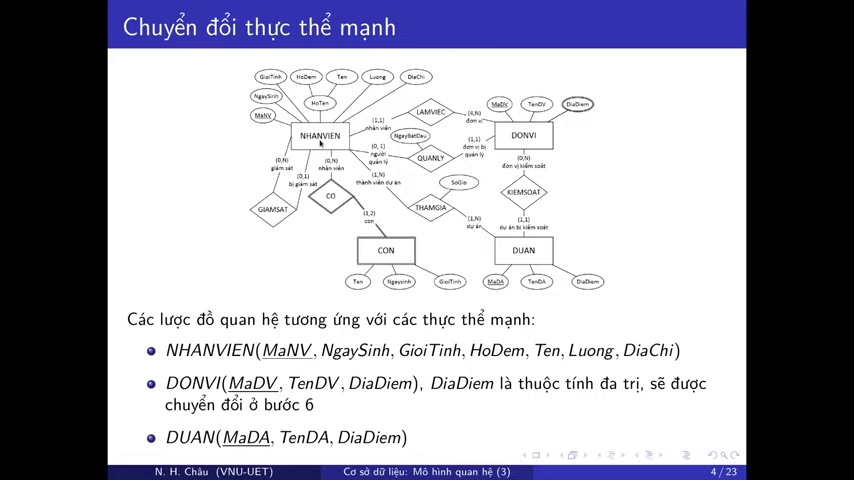 Chuyển đổi thực thể mạnh
GioiTinh HoDem Ten Luong DiaChi
NgaySinh HoTen
MaNV
NHANVIEN
(1,1)
nhân viên
LAMVIEC
(4,N)
đơn vị
MaDV TenDV DiaDiem
DONVI
(0, 1)
người
quản lý
NgayBatDau
QUANLY
(1,1)
đơn vị bị
quản lý
(0,N)
giám sát
(0,1)
bị giám sát
GIAMSAT
(0,N)
nhân viên
CO
(1,2)
con
(1,N)
thành viên dự án
SoGio
THAMGIA
(1,N)
dự án
(0,N)
đơn vị kiểm soát
KIEMSOAT
(1,1)
dự án bị kiểm soát
CON
DUAN
Ten Ngaysinh GioiTinh
MaDA TenDA DiaDiem
Các lược đồ quan hệ tương ứng với các thực thể mạnh:
NHANVIEN(MaNV, NgaySinh, GioiTinh, HoDem, Ten, Luong, DiaChi)
DONVI(MaDV, TenDV, DiaDiem), DiaDiem là thuộc tính đa trị, sẽ được
chuyển đổi ở bước 6
DUAN(MaDA, TenDA, DiaDiem)
N. H. Châu (VNU-UET) Cơ sở dữ liệu: Mô hình quan hệ (3) 4 / 23